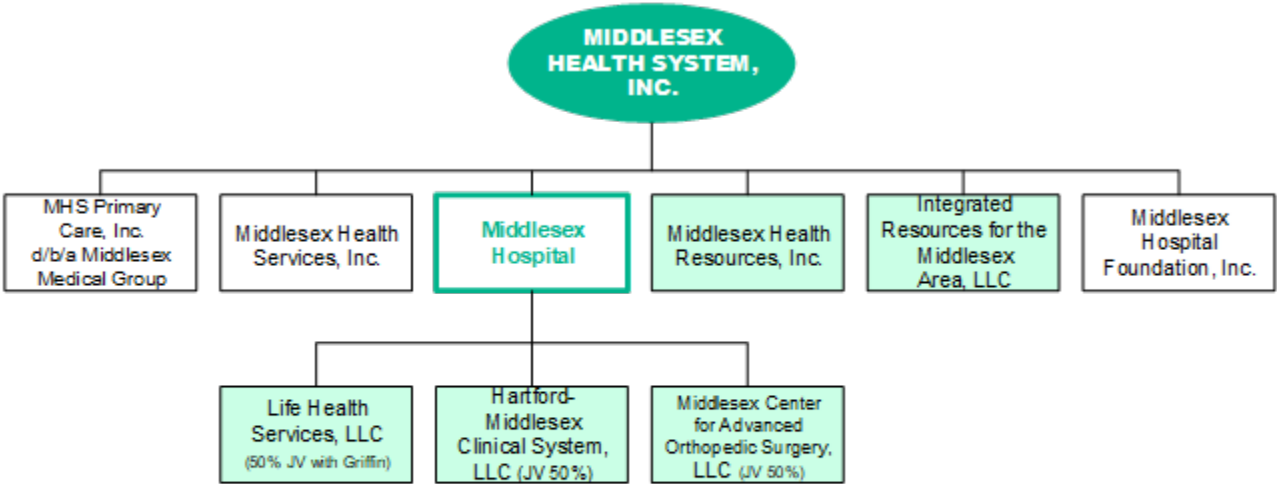 MIDDLESEX
HEALTH SYSTEM,
INC.
MHS Primary
Care, Inc.
d/b/a Middlesex
Medical Group
Middlesex Health
Services, Inc.
Middlesex
Hospital
Middlesex Health
Resources, Inc.
Integrated
Resources for the
Middlesex
Area, LLC
Middlesex
Hospital
Foundation, Inc.
Life Health
Services, LLC
(50% JV with Griffin)
Hartford-
Middlesex
Clinical System,
LLC (JV 50%)
Middlesex Center
for Advanced
Orthopedic Surgery,
LLC (JV 50%)